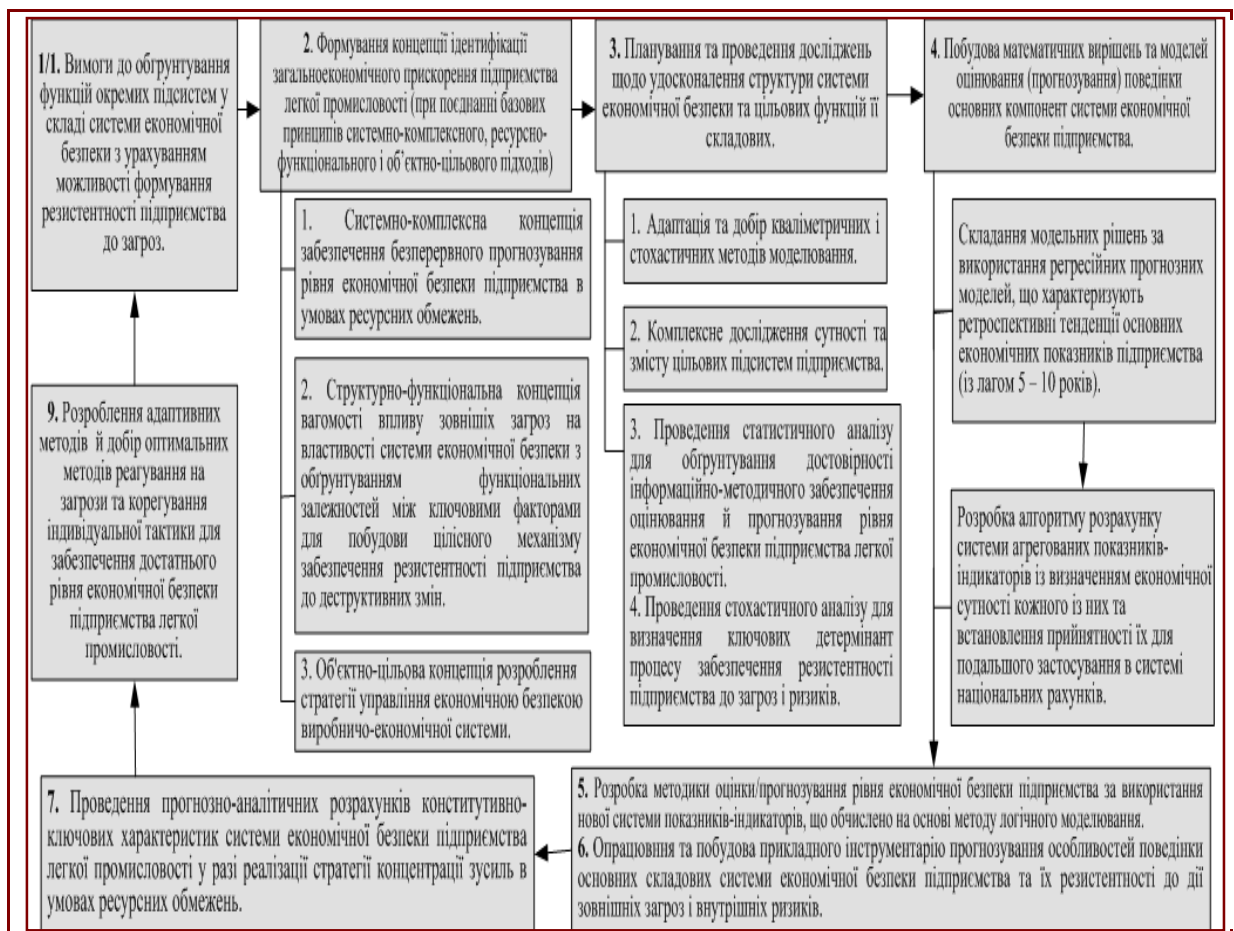 1/1. Вимоги до обґрунтування
функцій окремих підсистем у
складі системи економічної
безпеки з урахуванням
можливості формування
резистентності підприємства
до загроз.
2. Формування концепції ідентифікації
загальноекономічного прискорення підприємства
легкої промисловості (при поєднанні базових
принципів системно-комплексного, ресурсно-
функціонального і об’єктно-цільового підходів)
1. Системно-комплексна концепція
забезпечення безперервного прогнозування
рівня економічної безпеки підприємства в
умовах ресурсних обмежень.
2. Структурно-функціональна концепція
вагомості впливу зовнішіх загроз на
властивості системи економічної безпеки з
обґрунтуванням функціональних
залежностей між ключовими факторами
для побудови цілісного механізму
забезпечення резистентності підприємства
до деструктивних змін.
3. Об'єктно-цільова концепція розроблення
стратегії управління економічною безпекою
виробничо-економічної системи.
3. Планування та проведення досліджень
щодо удосконалення структури системи
економічної безпеки та цільових функцій її
складових.
1. Адаптація та добір кваліметричних і
стохастичних методів моделювання.
2. Комплексне дослідження сутності та
змісту цільових підсистем підприємства.
3. Проведення статистичного аналізу
для обґрунтування достовірності
інформаційно-методичного забезпечення
оцінювання й прогнозування рівня
економічної безпеки підприємства легкої
промисловості.
4. Проведення стохастичного аналізу для
визначення ключових детермінант
процесу забезпечення резистентності
підприємства до загроз і ризиків.
4. Побудова математичних вирішень та моделей
оцінювання (прогнозування) поведінки
основних компонент системи економічної
безпеки підприємства.
Складання модельних рішень за
використання регресійних прогнозних
моделей, що характеризують
ретроспективні тенденції основних
економічних показників підприємства
(із лагом 5 – 10 років).
Розробка алгоритму розрахунку
системи агрегованих показників-
індикаторів із визначенням економічної
сутності кожного із них та
встановлення прийнятності їх для
подальшого застосування в системі
національних рахунків.
5. Розробка методики оцінки/прогнозування рівня економічної безпеки підприємства за використання
нової системи показників-індикаторів, що обчислено на основі методу логічного моделювання.
6. Опрацювння та побудова прикладного інструментарію прогнозування особливостей поведінки
основних складових системи економічної безпеки підприємства та їх резистентності до дії
зовнішніх загроз і внутрішніх ризиків.
7. Проведення прогнозно-аналітичних розрахунків конститутивно-
ключових характеристик системи економічної безпеки підприємства
легкої промисловості у разі реалізації стратегії концентрації зусиль в
умовах ресурсних обмежень.
9. Розроблення адаптивних
методів й добір оптимальних
методів реагування на
загрози та корегування
індивідуальної тактики для
забезпечення достатнього
рівня економічної безпеки
підприємства легкої
промисловості.